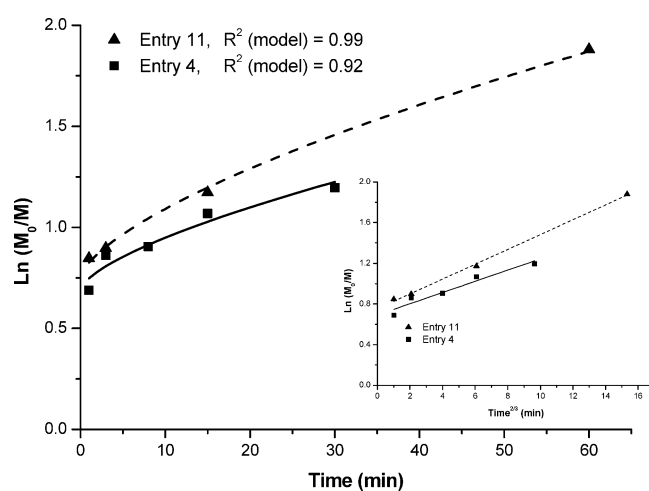 2.0
1.5
1.0
0.5
0.0
Ln (M₀/M)
Entry 11, R² (model) = 0.99
Entry 4, R² (model) = 0.92
0 10 20 30 40 50 60
Time (min)
2.0
1.6
1.2
0.8
0.4
0.0
Ln (M₀/M)
Entry 11
Entry 4
0 2 4 6 8 10 12 14 16
Time²/³ (min)